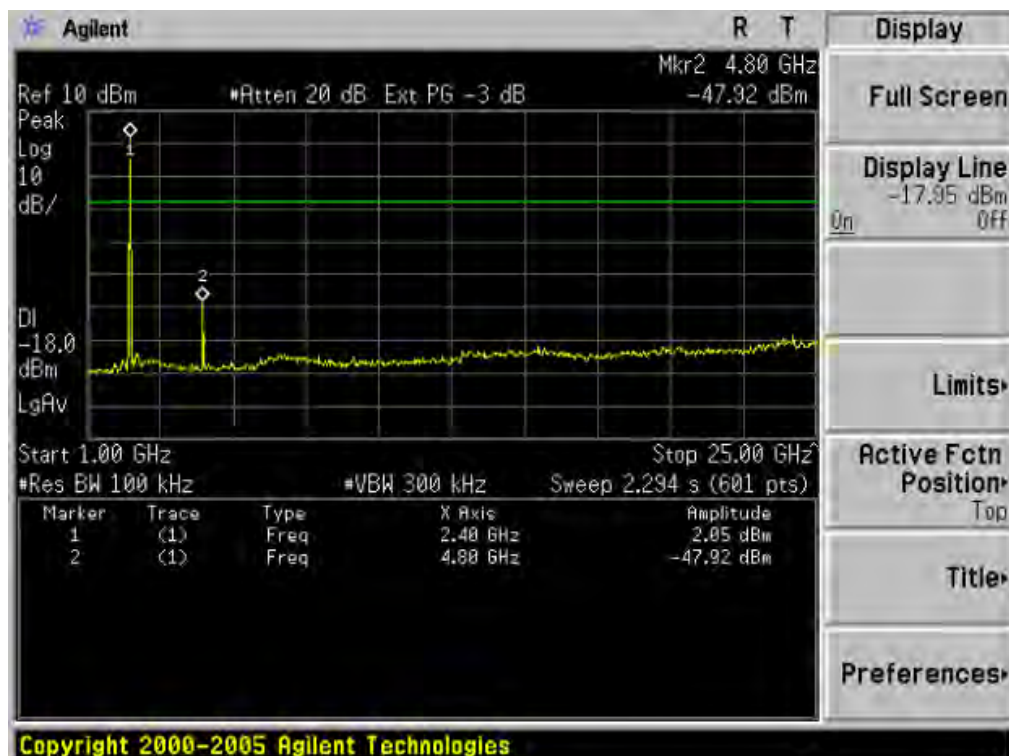 Agilent R T
Mkr2 4.80 GHz
Ref 10 dBm #Atten 20 dB Ext PG -3 dB -47.92 dBm
Peak
Log
10
dB/
1
2
DI
-18.0
dBm
LgAv
Start 1.00 GHz Stop 25.00 GHz^
#Res BW 100 kHz #VBW 300 kHz Sweep 2.294 s (601 pts)
Marker Trace Type X Axis Amplitude
1 (1) Freq 2.40 GHz 2.05 dBm
2 (1) Freq 4.80 GHz -47.92 dBm
Copyright 2000-2005 Agilent Technologies
Display
Full Screen
Display Line
-17.95 dBm
On Off
Limits
Active Fctn
Position
Top
Title
Preferences